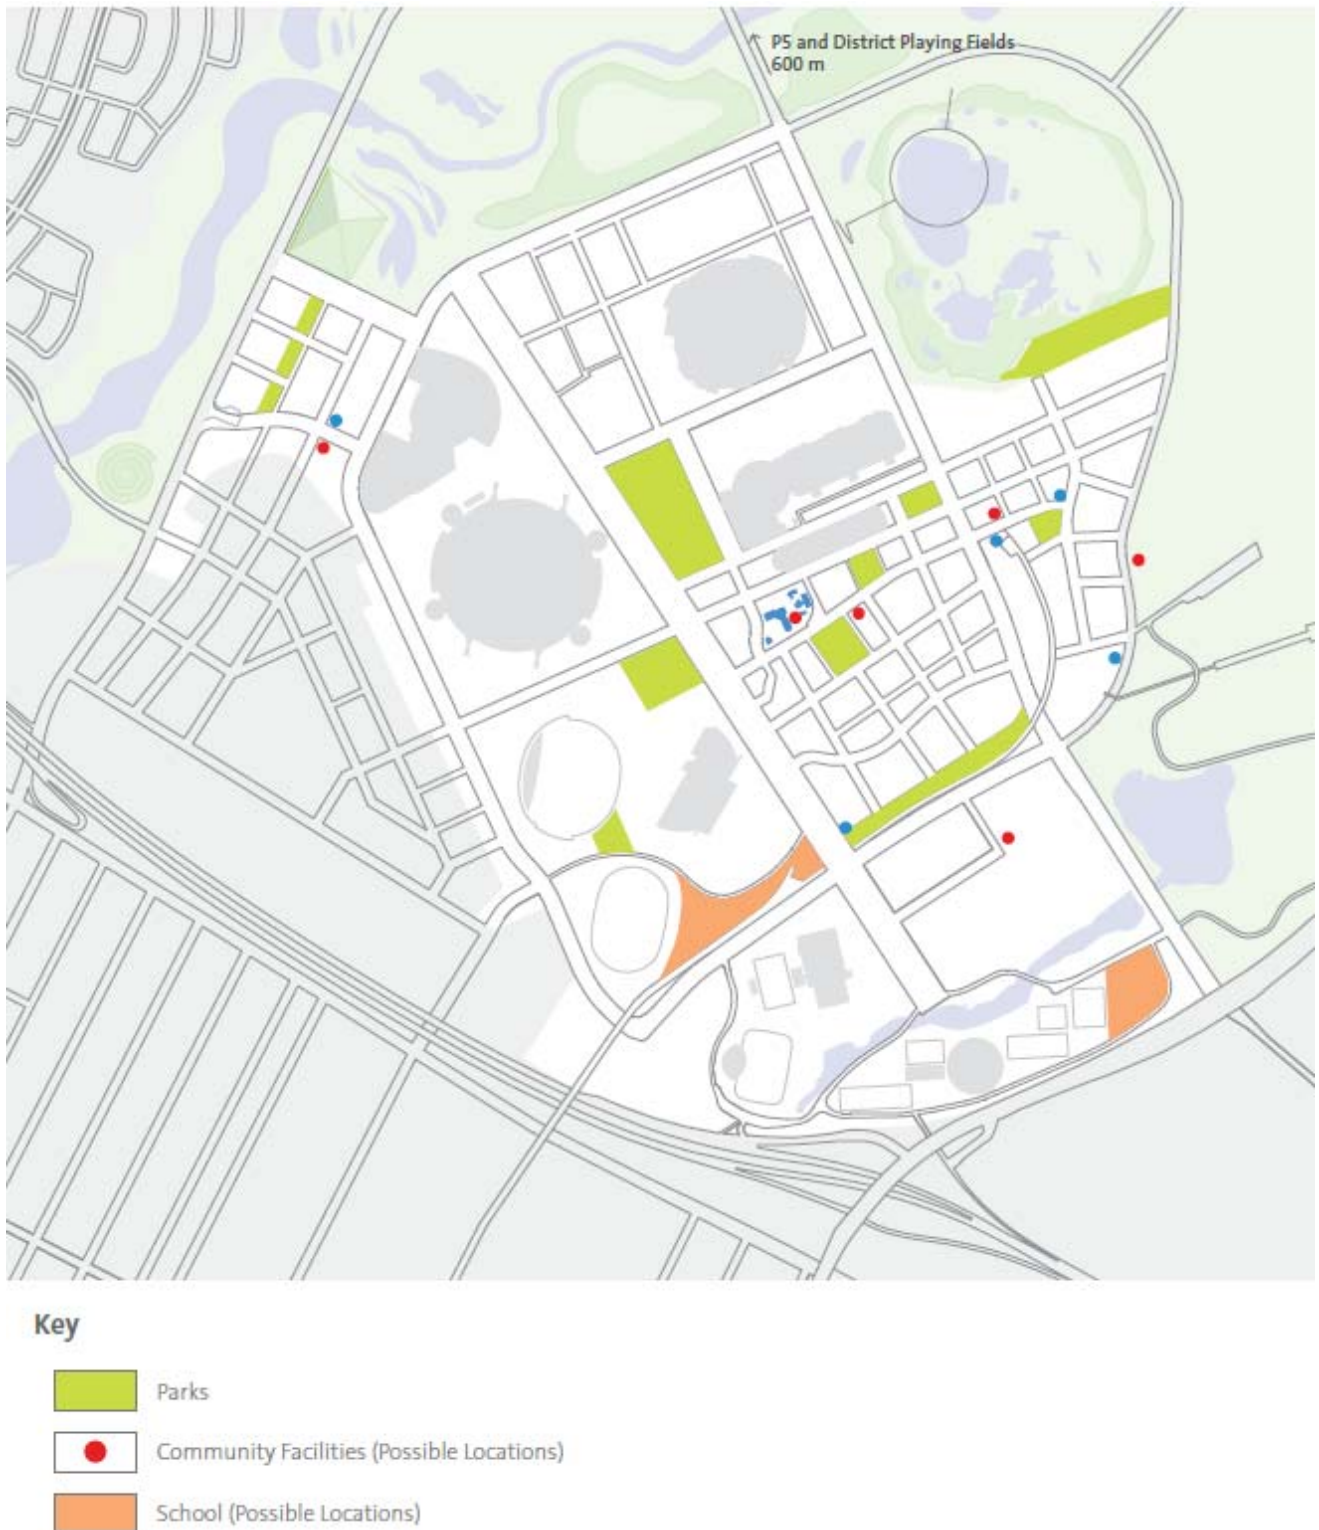 P5 and District Playing Fields
600 m
Key
Parks
Community Facilities (Possible Locations)
School (Possible Locations)